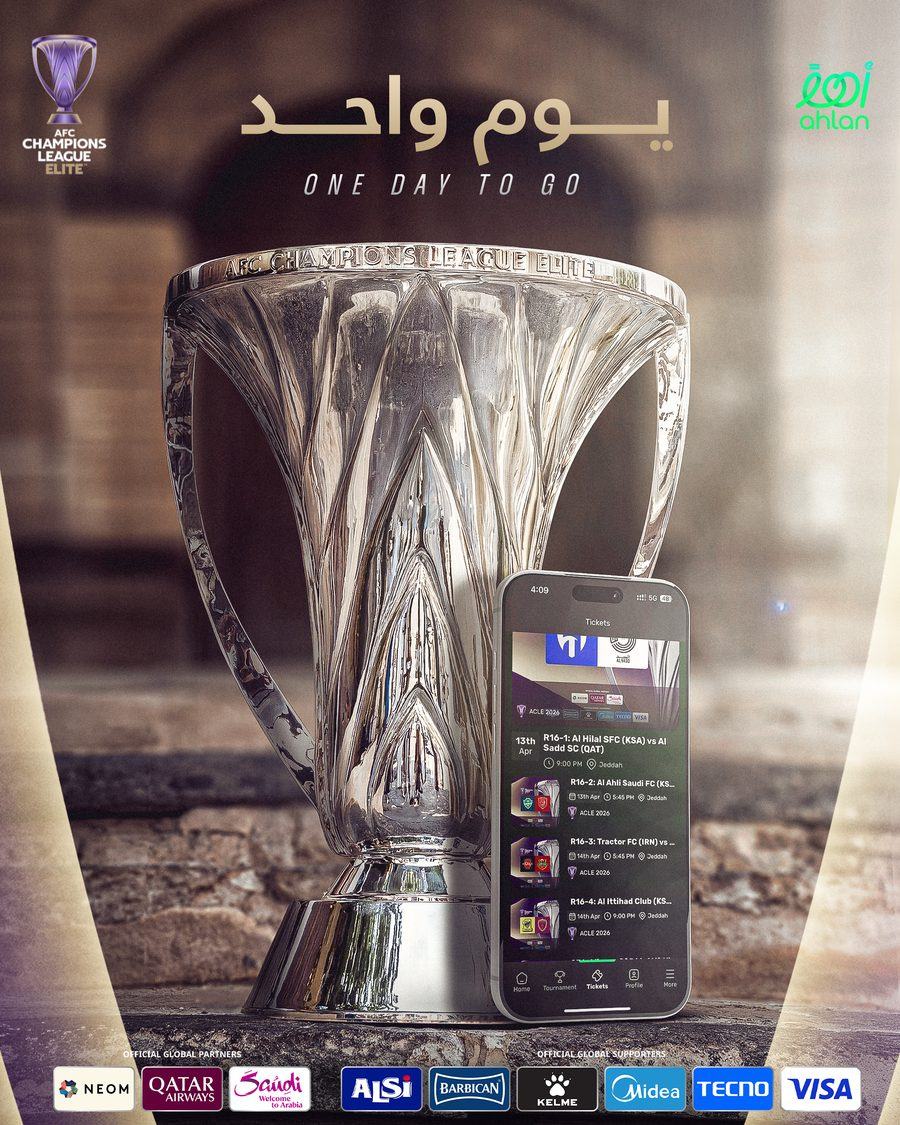 AFC
CHAMPIONS
LEAGUE
ELITE
يوم واحد
ONE DAY TO GO
أهلاً
ahlan
AFC CHAMPIONS LEAGUE ELITE
4:09
5G 48
Tickets
ACLE 2026
13th
Apr
R16-1: Al Hilal SFC (KSA) vs Al
Sadd SC (QAT)
9:00 PM Jeddah
R16-2: Al Ahli Saudi FC (KS...
13th Apr 5:45 PM Jeddah
ACLE 2026
R16-3: Tractor FC (IRN) vs ...
14th Apr 5:45 PM Jeddah
ACLE 2026
R16-4: Al Ittihad Club (KS...
14th Apr 9:00 PM Jeddah
ACLE 2026
Home Tournament Tickets Profile More
OFFICIAL GLOBAL PARTNERS
NEOM
QATAR
AIRWAYS
Saudi
Welcome
to Arabia
OFFICIAL GLOBAL SUPPORTERS
ALSI
BARBICAN
KELME
Midea
TECNO
VISA